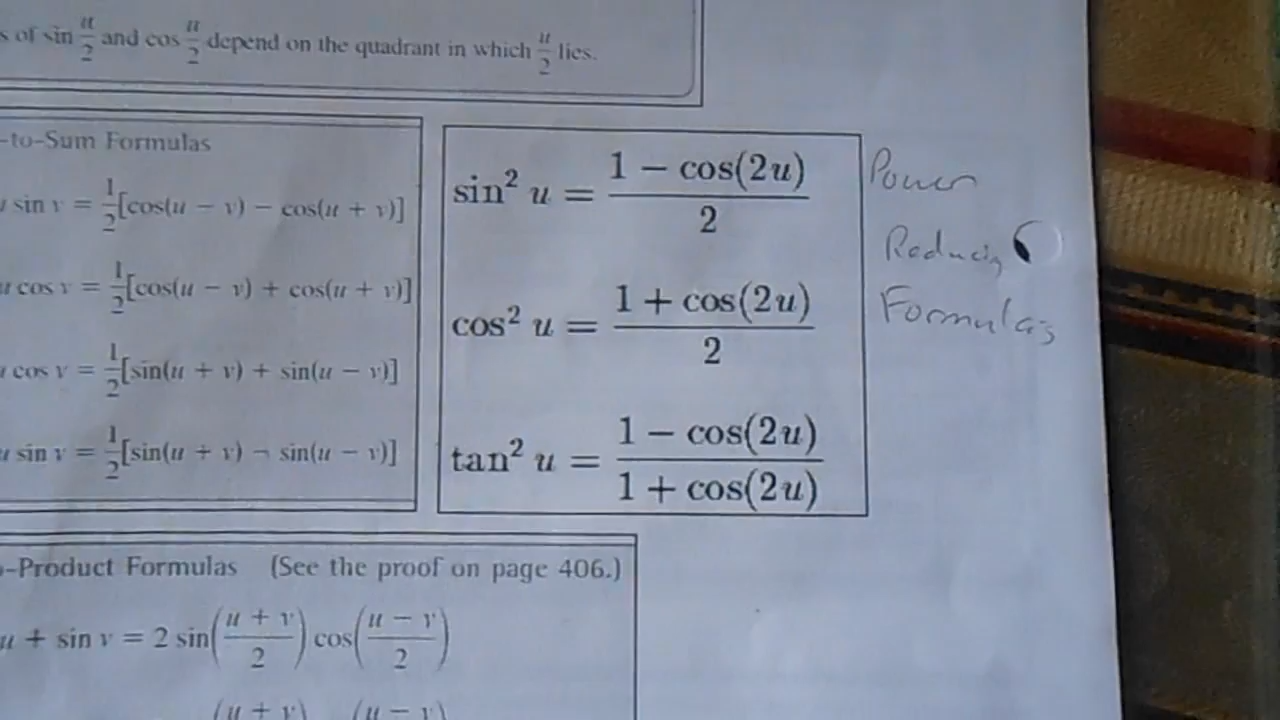 s of sin u/2 and cos u/2 depend on the quadrant in which u/2 lies.
-to-Sum Formulas
u sin v = 1/2[cos(u − v) − cos(u + v)]
u cos v = 1/2[cos(u − v) + cos(u + v)]
u cos v = 1/2[sin(u + v) + sin(u − v)]
u sin v = 1/2[sin(u + v) − sin(u − v)]
sin² u = (1 − cos(2u))/2
cos² u = (1 + cos(2u))/2
tan² u = (1 − cos(2u))/(1 + cos(2u))
Power
Reducing
Formulas
-Product Formulas (See the proof on page 406.)
u + sin v = 2 sin((u + v)/2) cos((u − v)/2)
(u + v) (u − v)